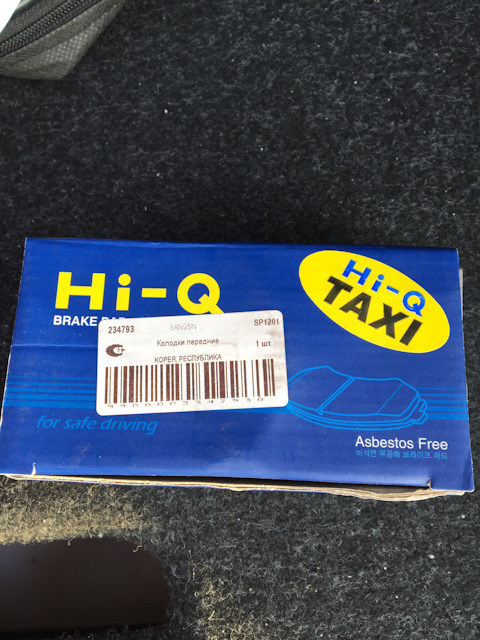 Hi-Q
BRAKE PAD
Hi-Q
TAXI
234793 SANGSIN SP1201
Колодки передние 1 шт
КОРЕЯ, РЕСПУБЛИКА
for safe driving
Asbestos Free
비석면 무공해 브레이크 패드